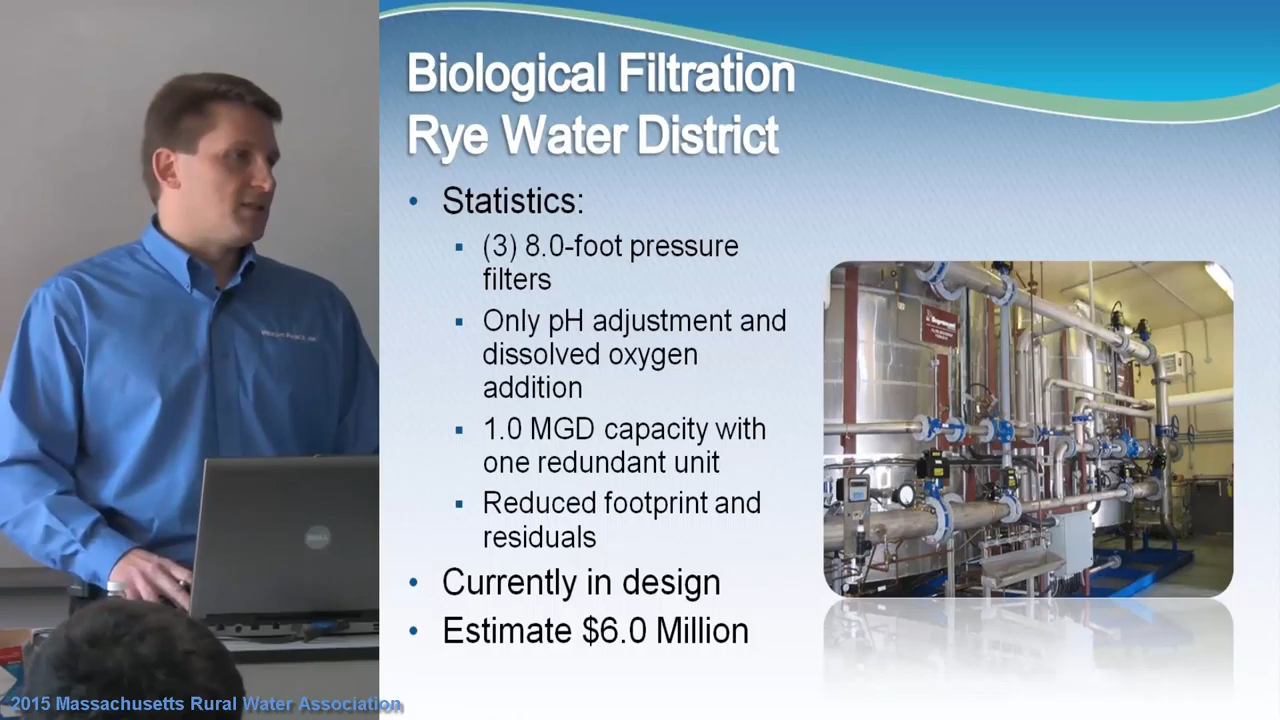 Biological Filtration
Rye Water District
• Statistics:
▪ (3) 8.0-foot pressure
filters
▪ Only pH adjustment and
dissolved oxygen
addition
▪ 1.0 MGD capacity with
one redundant unit
▪ Reduced footprint and
residuals
• Currently in design
• Estimate $6.0 Million
DELL
2015 Massachusetts Rural Water Association